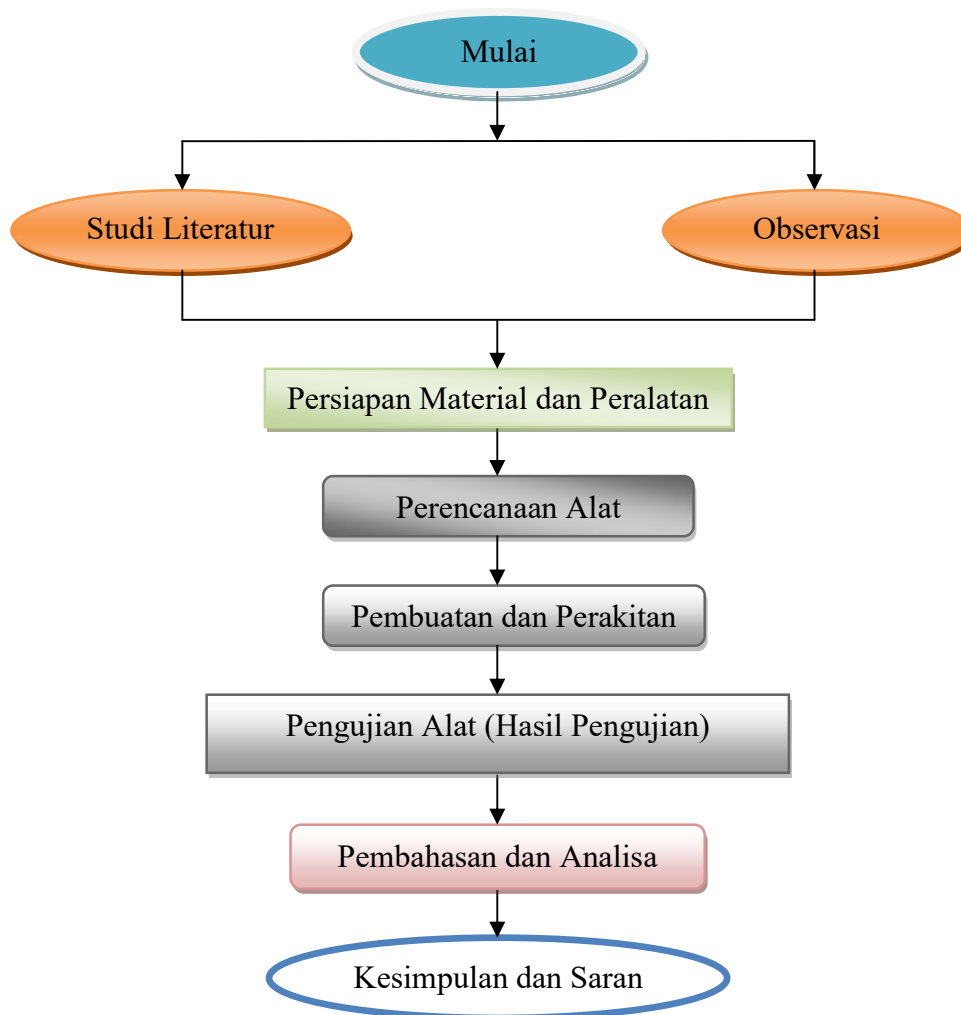 Mulai
Studi Literatur
Observasi
Persiapan Material dan Peralatan
Perencanaan Alat
Pembuatan dan Perakitan
Pengujian Alat (Hasil Pengujian)
Pembahasan dan Analisa
Kesimpulan dan Saran